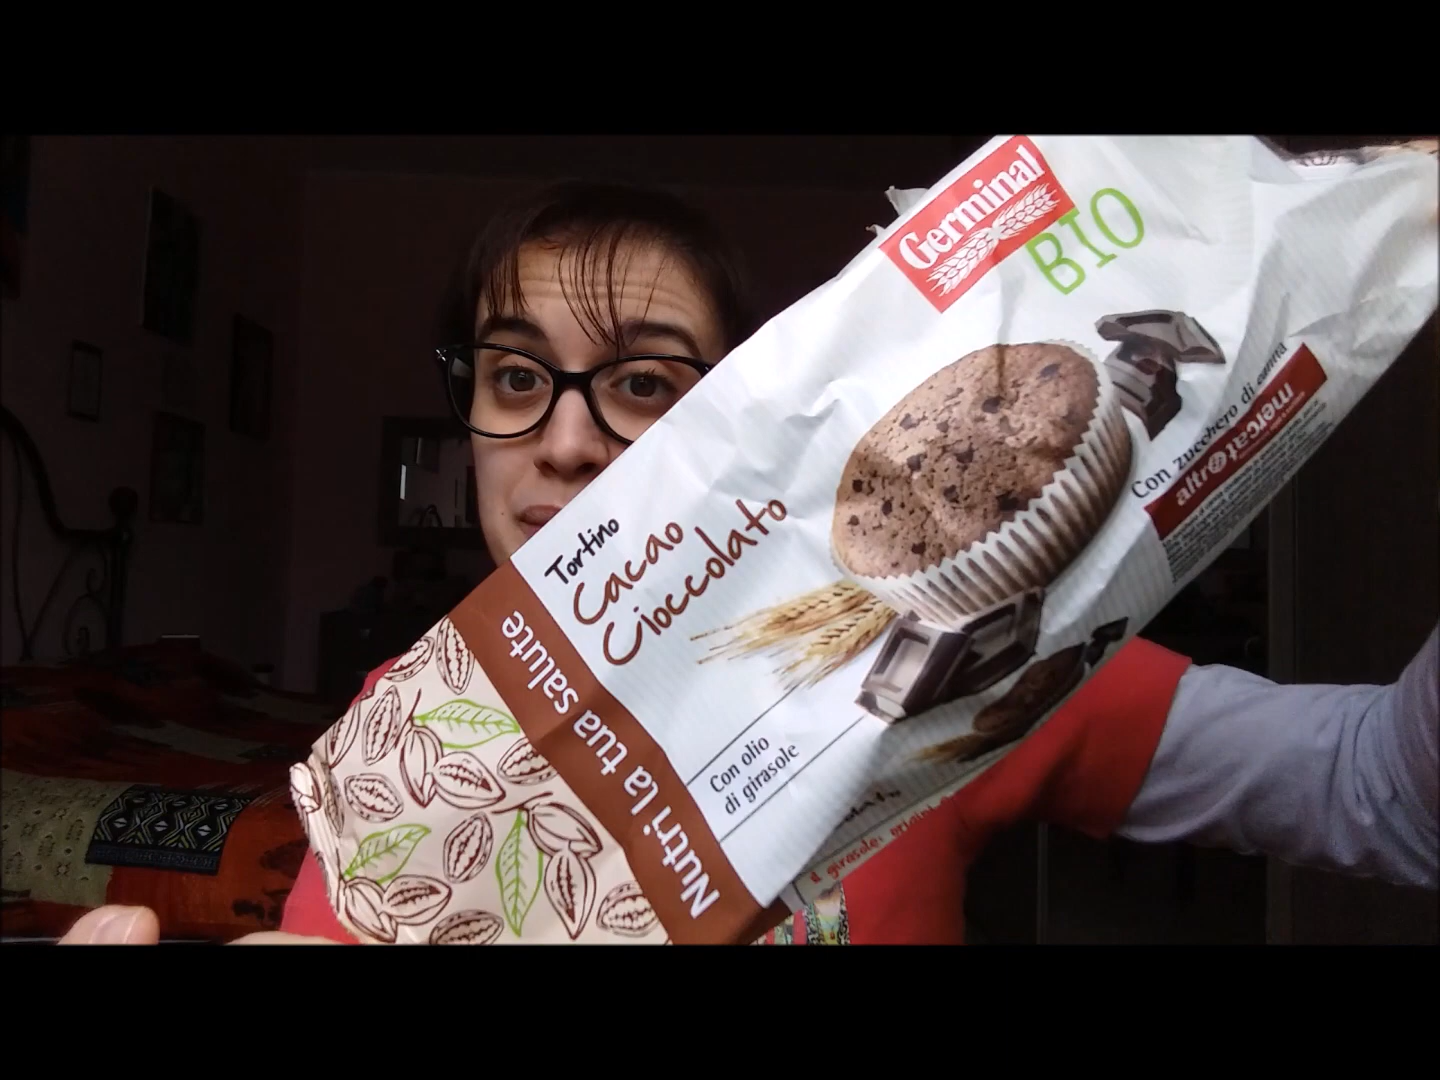 Germinal
BIO
Tortino
Cacao
Cioccolato
Con zucchero di canna
altromercato
Con olio
di girasole
Nutri la tua salute